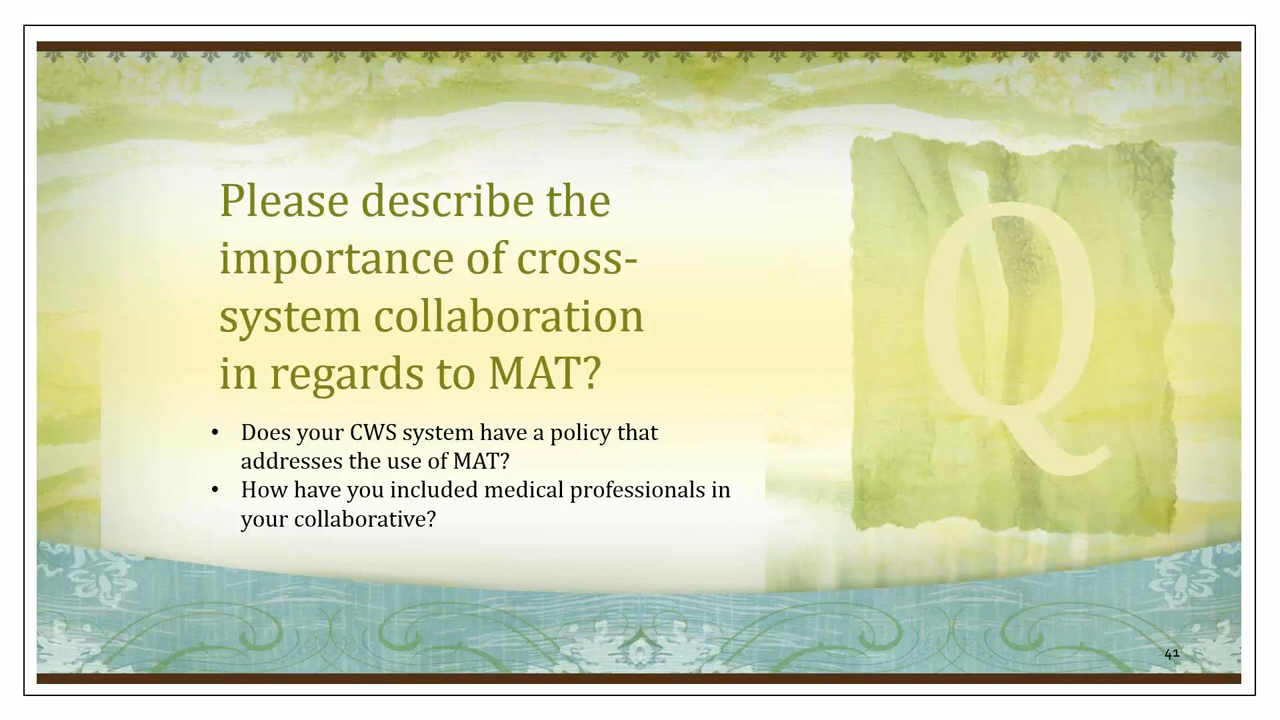 Please describe the
importance of cross-
system collaboration
in regards to MAT?
Q
• Does your CWS system have a policy that
addresses the use of MAT?
• How have you included medical professionals in
your collaborative?
41